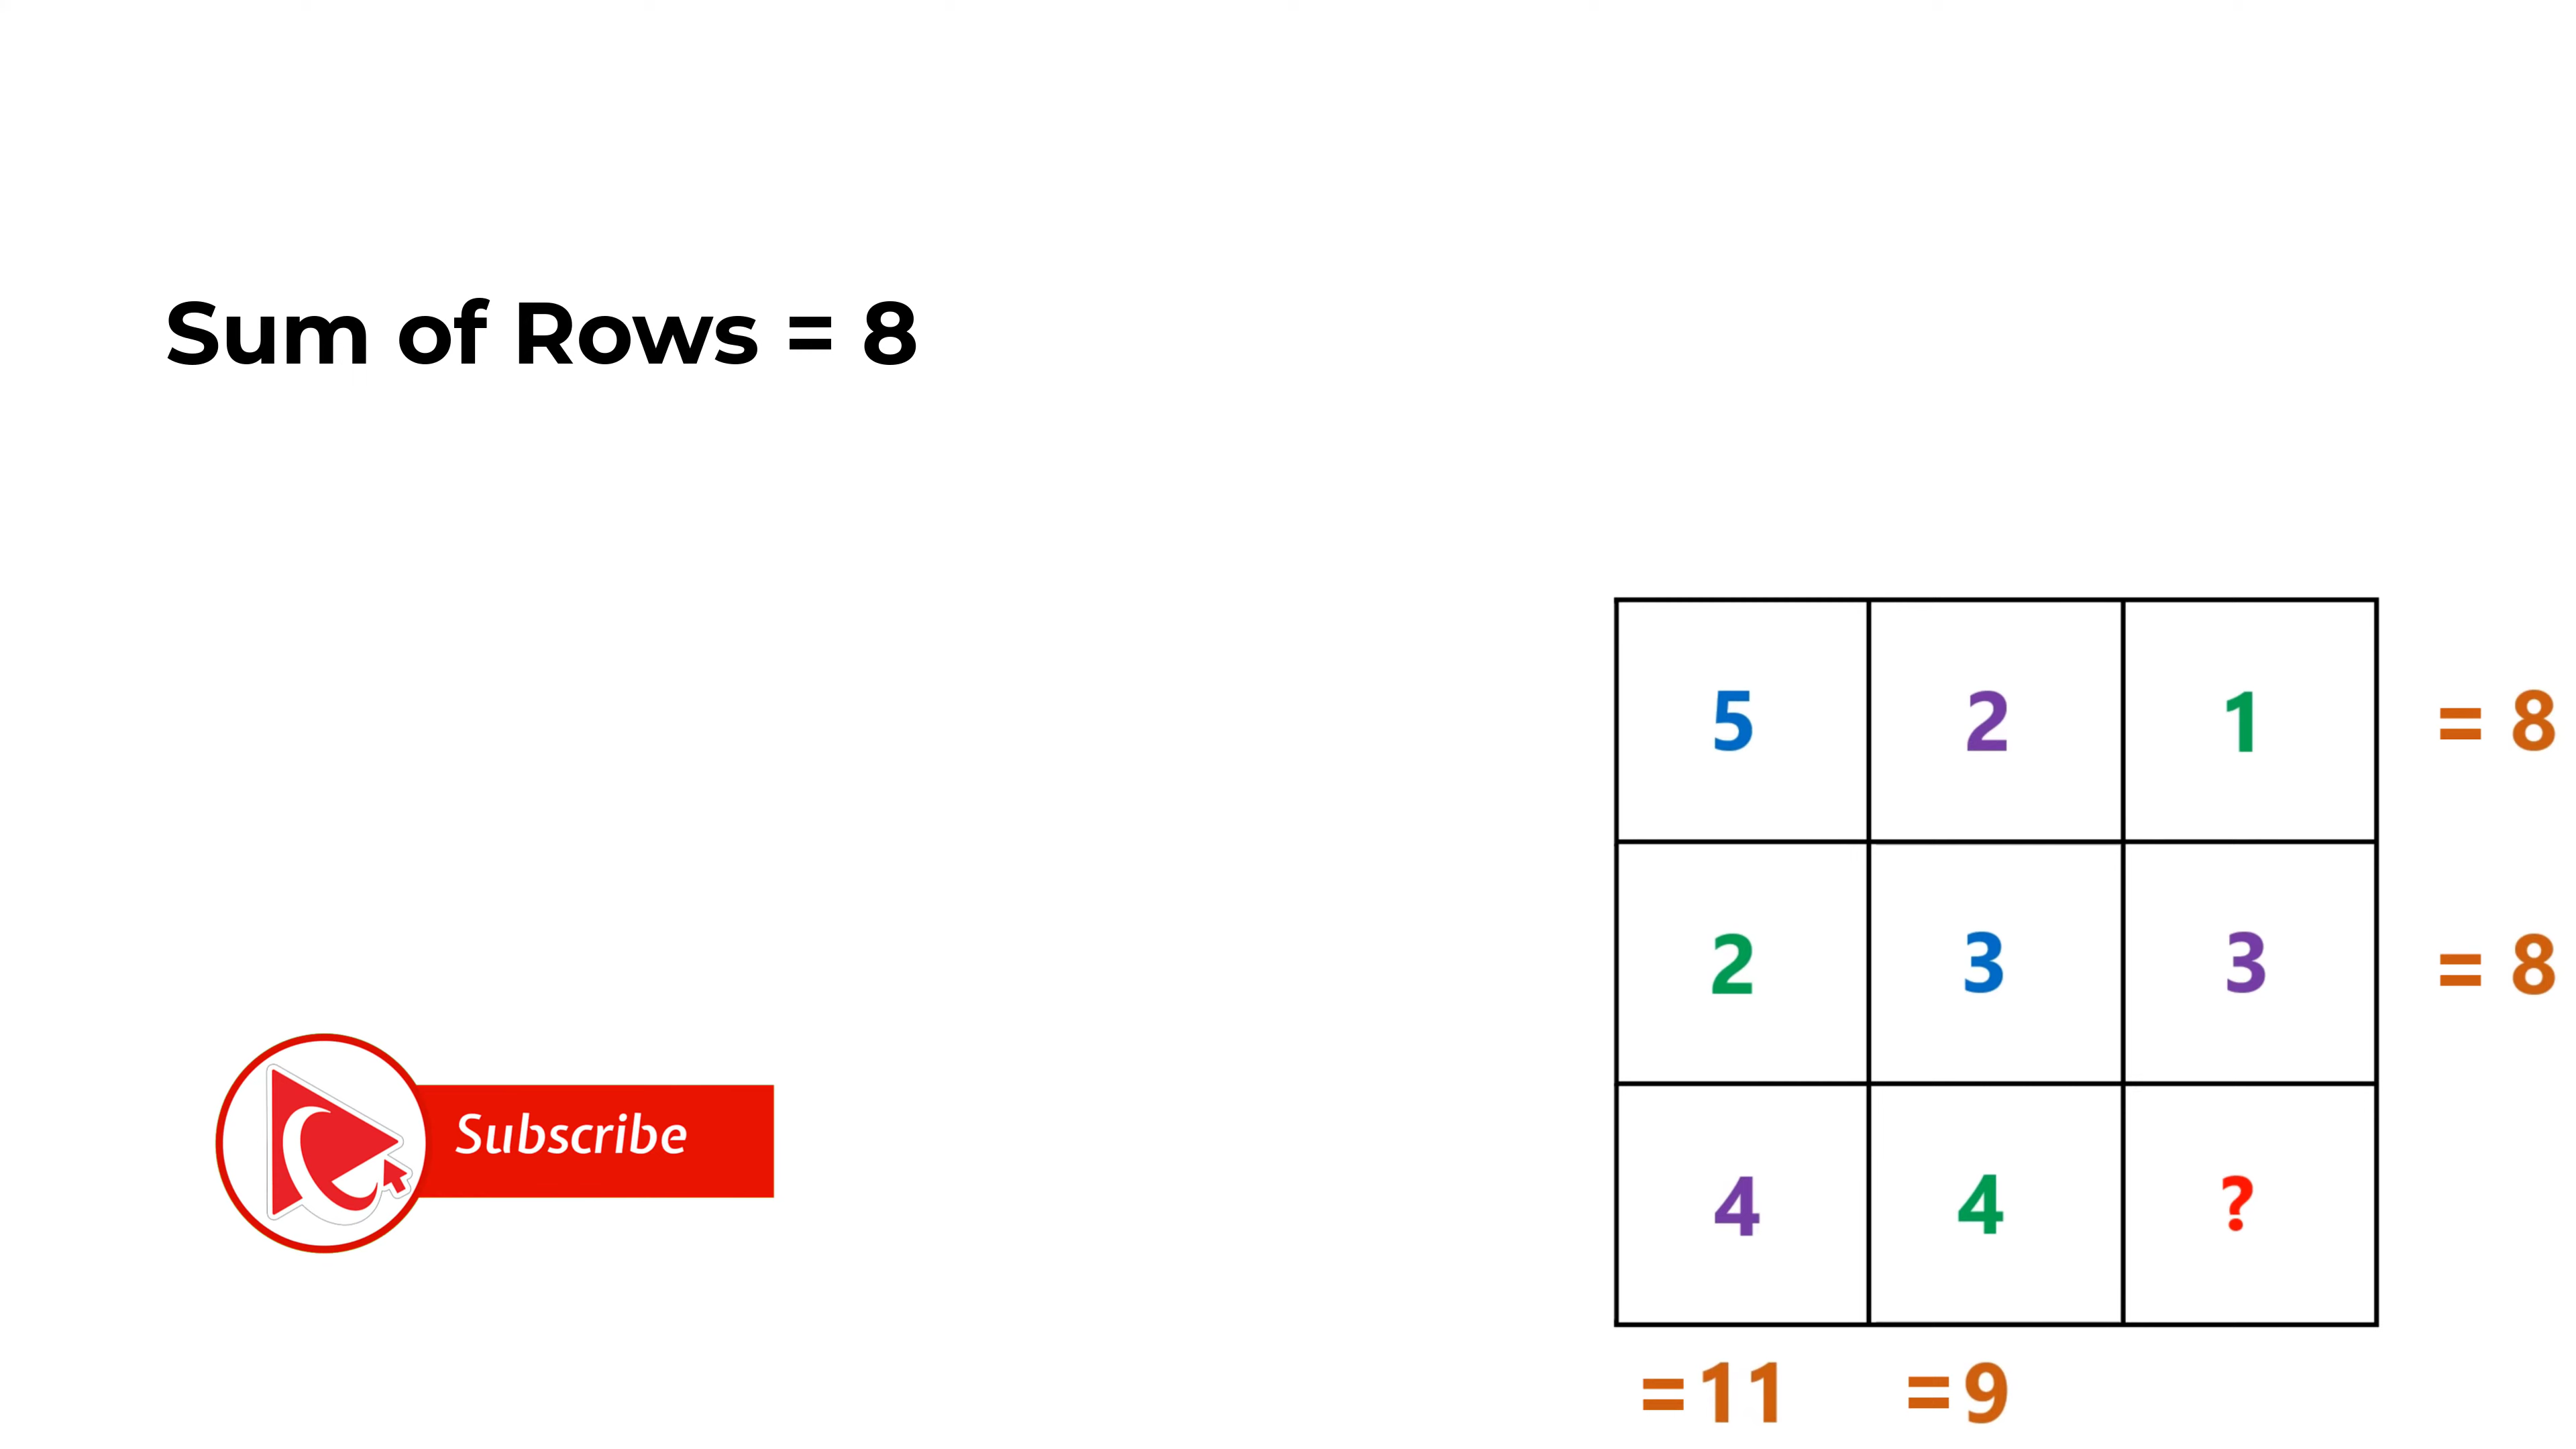 Sum of Rows = 8
5 2 1 = 8
2 3 3 = 8
Subscribe
4 4 ?
=11 =9